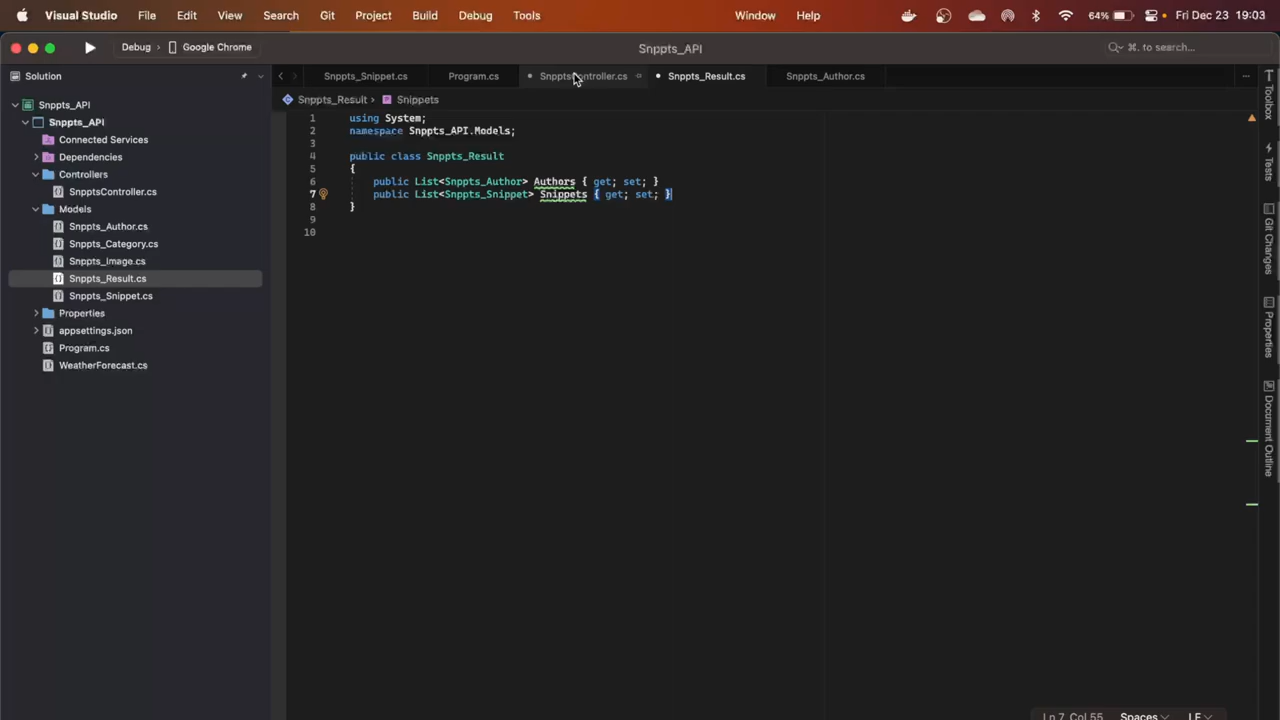 Visual Studio File Edit View Search Git Project Build Debug Tools Window Help 64% Fri Dec 23 19:03
Debug > Google Chrome Snppts_API ⌘. to search...
Solution
Snppts_Snippet.cs Program.cs SnpptsController.cs Snppts_Result.cs Snppts_Author.cs
Snppts_Result > Snippets
Snppts_API
Snppts_API
Connected Services
Dependencies
Controllers
SnpptsController.cs
Models
Snppts_Author.cs
Snppts_Category.cs
Snppts_Image.cs
Snppts_Result.cs
Snppts_Snippet.cs
Properties
appsettings.json
Program.cs
WeatherForecast.cs
1 using System;
2 namespace Snppts_API.Models;
3
4 public class Snppts_Result
5 {
6 public List<Snppts_Author> Authors { get; set; }
7 public List<Snppts_Snippet> Snippets { get; set; }
8 }
9
10
Toolbox
Tests
Git Changes
Properties
Document Outline
Ln 7, Col 55 Spaces LF